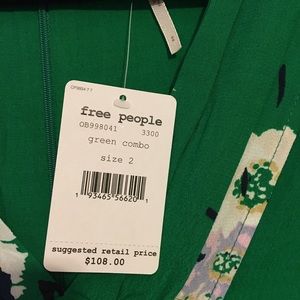 free people
OB998041 3300
green combo
size 2
1 93465 56620 1
suggested retail price
$108.00